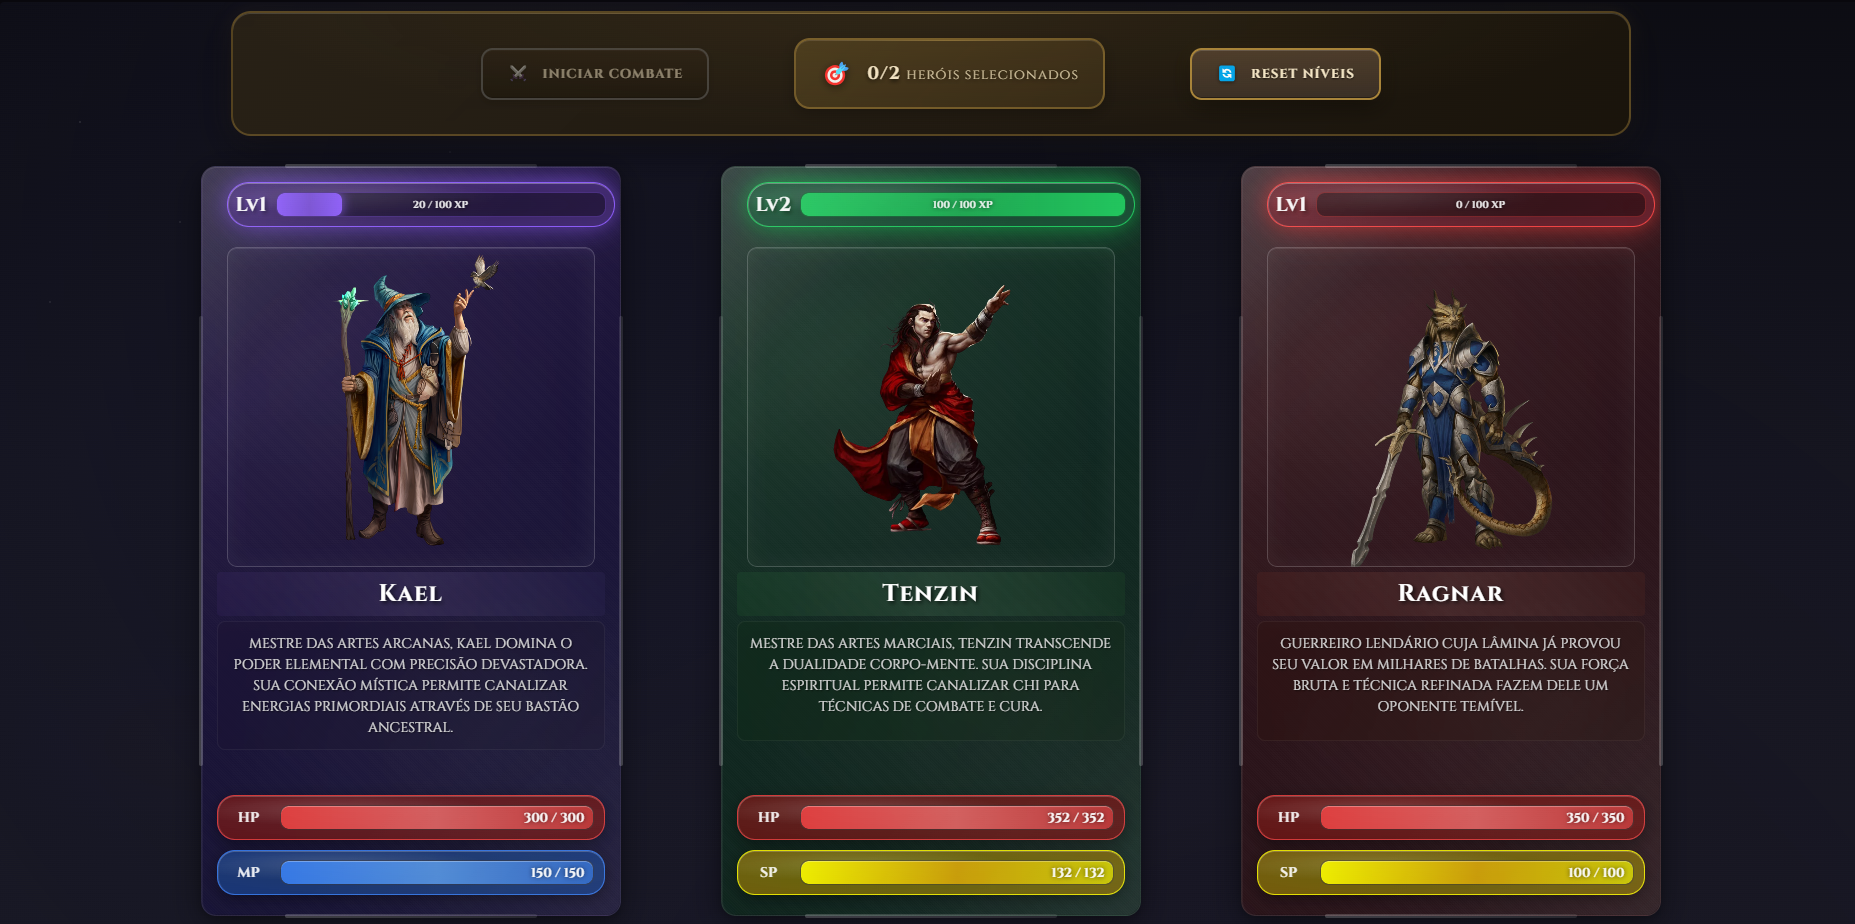 INICIAR COMBATE
0/2 HERÓIS SELECIONADOS
RESET NÍVEIS
Lv1
20 / 100 XP
Kael
MESTRE DAS ARTES ARCANAS, KAEL DOMINA O
PODER ELEMENTAL COM PRECISÃO DEVASTADORA.
SUA CONEXÃO MÍSTICA PERMITE CANALIZAR
ENERGIAS PRIMORDIAIS ATRAVÉS DE SEU BASTÃO
ANCESTRAL.
HP 300 / 300
MP 150 / 150
Lv2
100 / 100 XP
Tenzin
MESTRE DAS ARTES MARCIAIS, TENZIN TRANSCENDE
A DUALIDADE CORPO-MENTE. SUA DISCIPLINA
ESPIRITUAL PERMITE CANALIZAR CHI PARA
TÉCNICAS DE COMBATE E CURA.
HP 352 / 352
SP 132 / 132
Lv1
0 / 100 XP
Ragnar
GUERREIRO LENDÁRIO CUJA LÂMINA JÁ PROVOU
SEU VALOR EM MILHARES DE BATALHAS. SUA FORÇA
BRUTA E TÉCNICA REFINADA FAZEM DELE UM
OPONENTE TEMÍVEL.
HP 350 / 350
SP 100 / 100